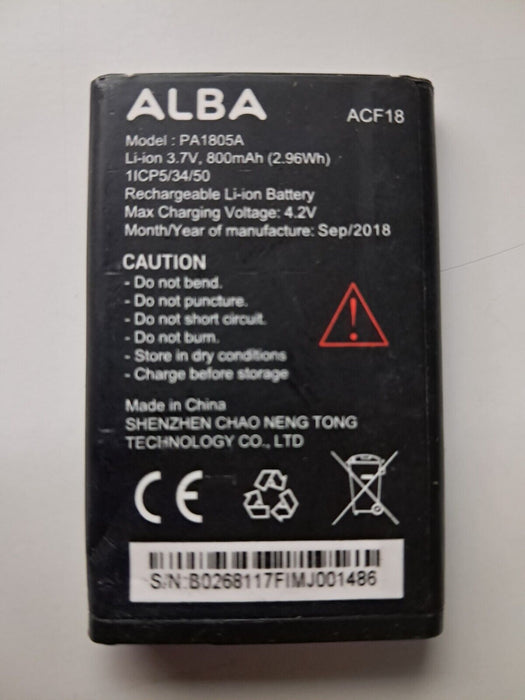 ALBA
ACF18
Model : PA1805A
Li-ion 3.7V, 800mAh (2.96Wh)
1ICP5/34/50
Rechargeable Li-ion Battery
Max Charging Voltage: 4.2V
Month/Year of manufacture: Sep/2018
CAUTION
- Do not bend.
- Do not puncture.
- Do not short circuit.
- Do not burn.
- Store in dry conditions
- Charge before storage
Made in China
SHENZHEN CHAO NENG TONG
TECHNOLOGY CO., LTD
CE
S/N:B0268117FIMJ001486